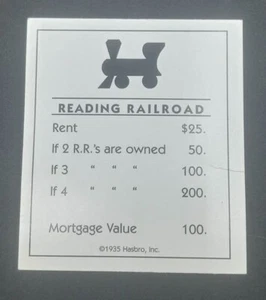 READING RAILROAD
Rent $25.
If 2 R.R.'s are owned 50.
If 3 " " " 100.
If 4 " " " 200.
Mortgage Value 100.
©1935 Hasbro, Inc.